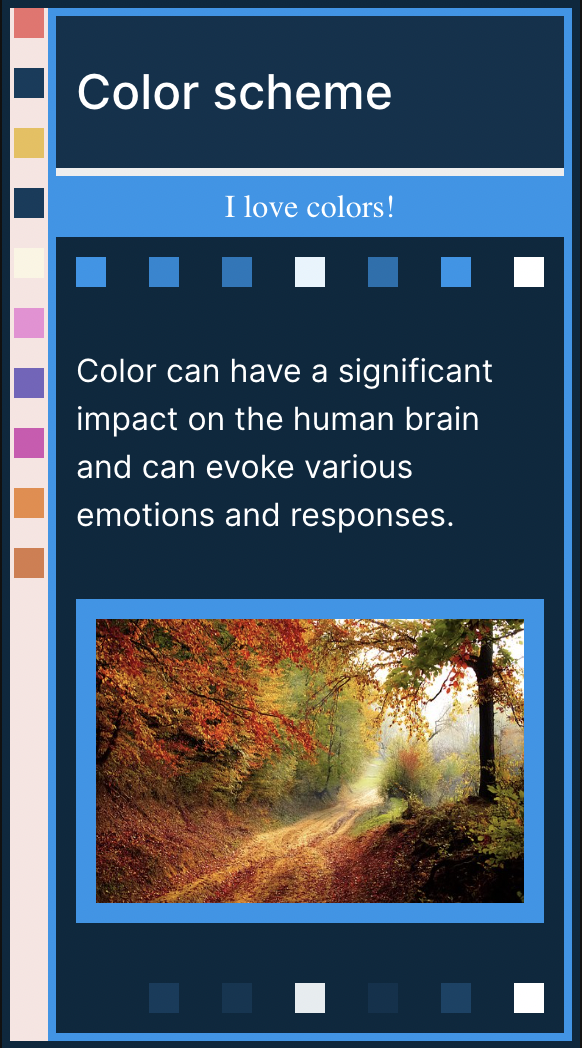 Color scheme
I love colors!
Color can have a significant
impact on the human brain
and can evoke various
emotions and responses.